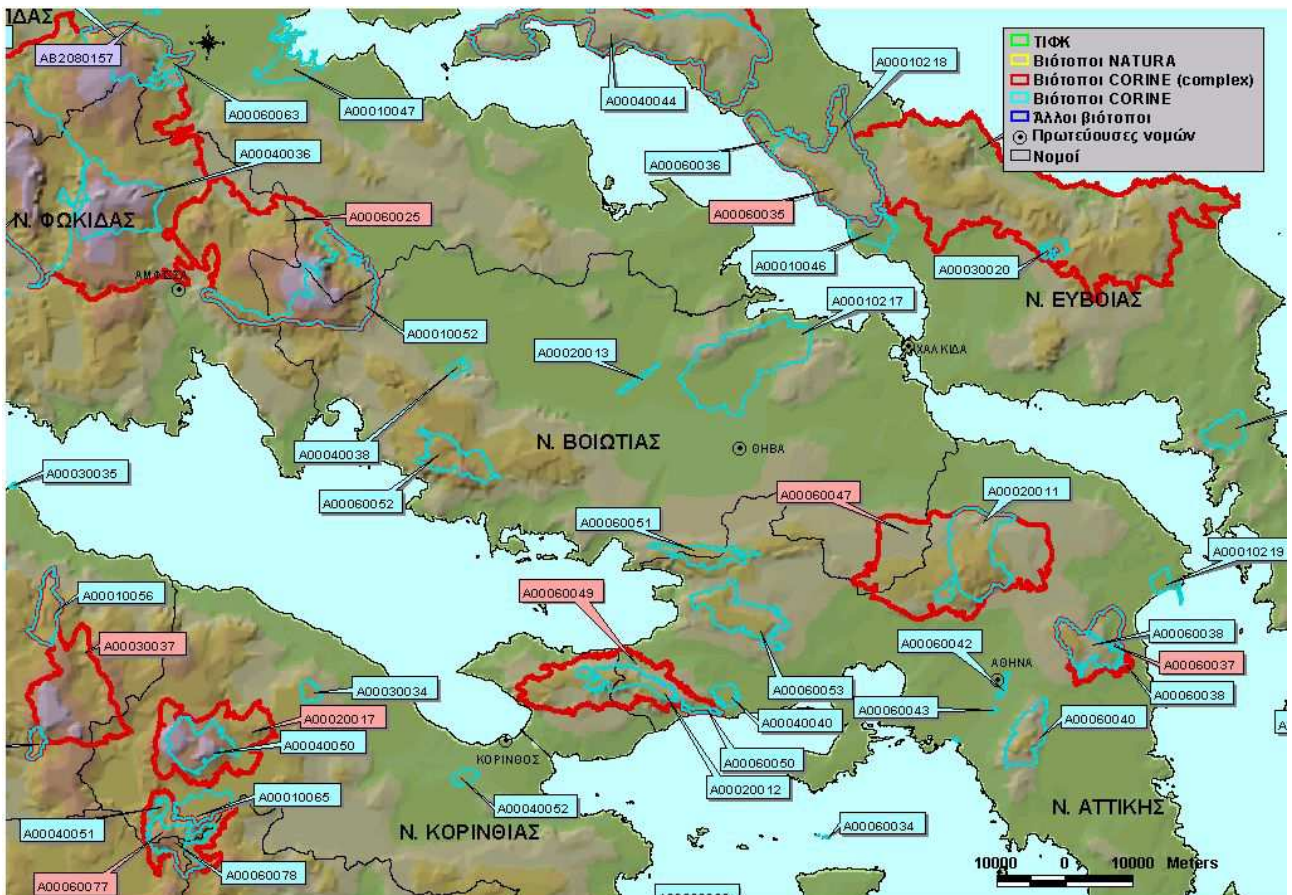 ΙΔΑΣ
AB2080157
A00060063
A00010047
A00040044
A00010218
ΤΙΦΚ
Βιότοποι NATURA
Βιότοποι CORINE (complex)
Βιότοποι CORINE
Άλλοι βιότοποι
Πρωτεύουσες νομών
Νομοί
A00040036
A00060036
A00060025
A00060035
Ν. ΦΩΚΙΔΑΣ
A00010046
A00030020
Ν. ΕΥΒΟΙΑΣ
A00010217
A00010052
A00020013
ΧΑΛΚΙΔΑ
Ν. ΒΟΙΩΤΙΑΣ
ΘΗΒΑ
A00040038
A00030035
A00060052
A00060047
A00020011
A00060051
A00010219
A00060049
A00010056
A00030037
A00060042
A00060038
ΑΘΗΝΑ
A00060037
A00030034
A00060053
A00060038
A00020017
A00040040
A00060043
A00060040
A00040050
ΚΟΡΙΝΘΟΣ
A00060050
A00020012
A00010065
A00040052
Ν. ΑΤΤΙΚΗΣ
A00040051
Ν. ΚΟΡΙΝΘΙΑΣ
A00060034
A00060078
A00060077
10000 0 10000 Meters